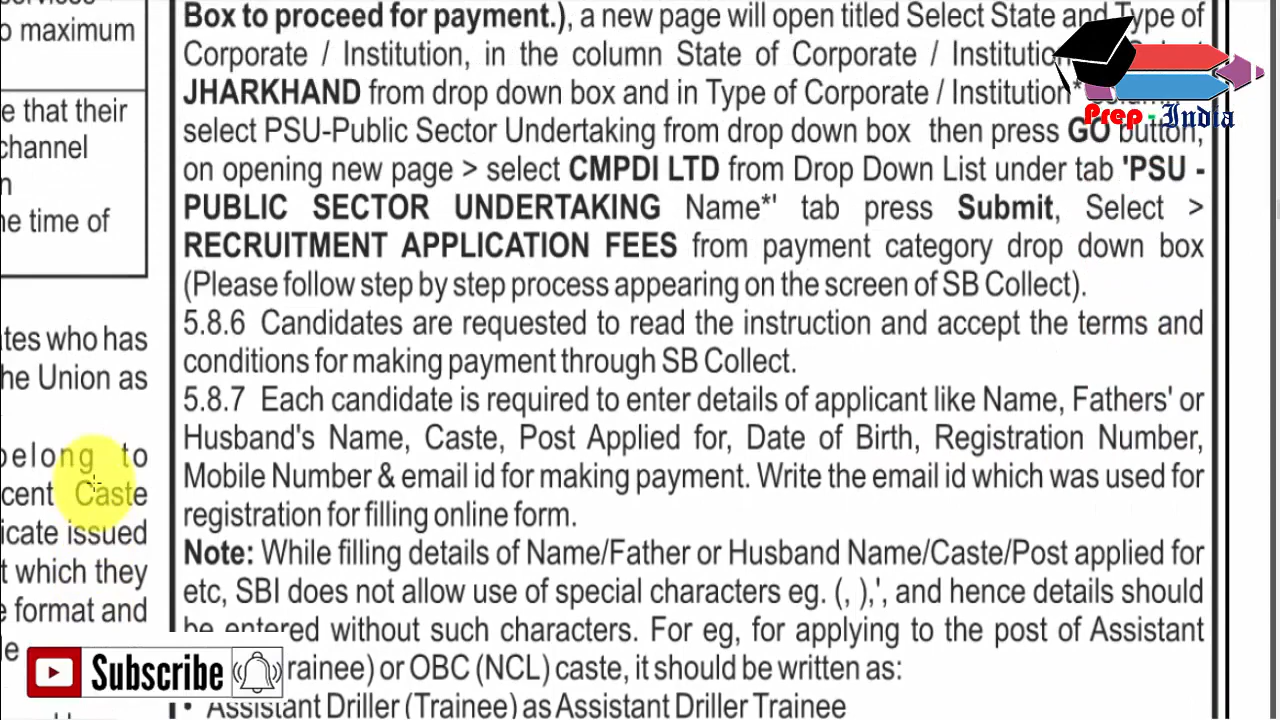 services
o maximum
e that their
channel
n
ne time of
ates who has
he Union as
belong to
cent Caste
icate issued
t which they
e format and
le
Box to proceed for payment.), a new page will open titled Select State and Type of
Corporate / Institution, in the column State of Corporate / Institution
JHARKHAND from drop down box and in Type of Corporate / Institution* column
select PSU-Public Sector Undertaking from drop down box then press GO button,
on opening new page > select CMPDI LTD from Drop Down List under tab 'PSU -
PUBLIC SECTOR UNDERTAKING Name*' tab press Submit, Select >
RECRUITMENT APPLICATION FEES from payment category drop down box
(Please follow step by step process appearing on the screen of SB Collect).
5.8.6 Candidates are requested to read the instruction and accept the terms and
conditions for making payment through SB Collect.
5.8.7 Each candidate is required to enter details of applicant like Name, Fathers' or
Husband's Name, Caste, Post Applied for, Date of Birth, Registration Number,
Mobile Number & email id for making payment. Write the email id which was used for
registration for filling online form.
Note: While filling details of Name/Father or Husband Name/Caste/Post applied for
etc, SBI does not allow use of special characters eg. (, ),', and hence details should
be entered without such characters. For eg, for applying to the post of Assistant
rainee) or OBC (NCL) caste, it should be written as:
• Assistant Driller (Trainee) as Assistant Driller Trainee
Prep - India
Subscribe